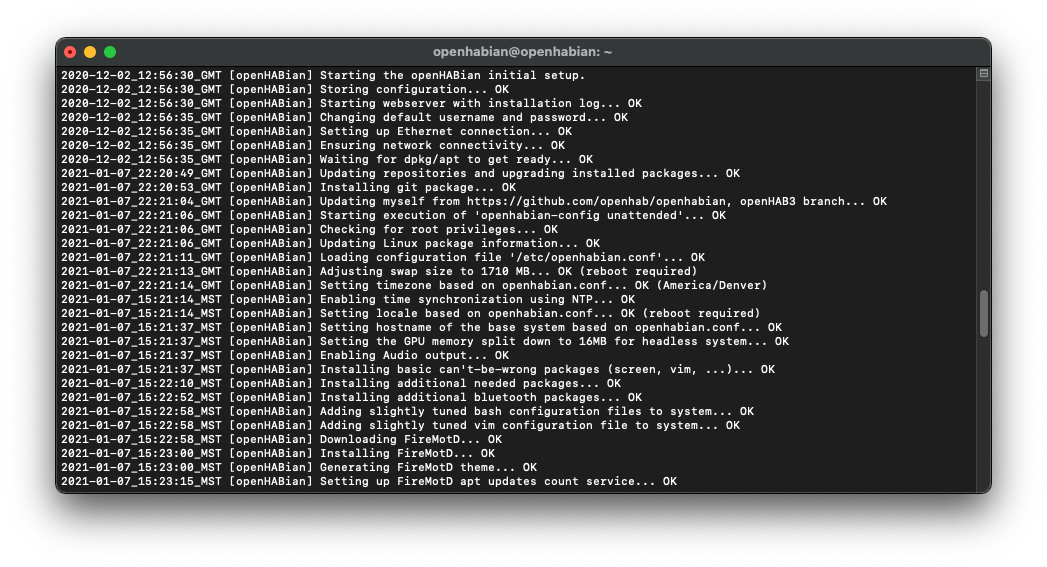 openhabian@openhabian: ~
2020-12-02_12:56:30_GMT [openHABian] Starting the openHABian initial setup.
2020-12-02_12:56:30_GMT [openHABian] Storing configuration... OK
2020-12-02_12:56:30_GMT [openHABian] Starting webserver with installation log... OK
2020-12-02_12:56:35_GMT [openHABian] Changing default username and password... OK
2020-12-02_12:56:35_GMT [openHABian] Setting up Ethernet connection... OK
2020-12-02_12:56:35_GMT [openHABian] Ensuring network connectivity... OK
2020-12-02_12:56:35_GMT [openHABian] Waiting for dpkg/apt to get ready... OK
2021-01-07_22:20:49_GMT [openHABian] Updating repositories and upgrading installed packages... OK
2021-01-07_22:20:53_GMT [openHABian] Installing git package... OK
2021-01-07_22:21:04_GMT [openHABian] Updating myself from https://github.com/openhab/openhabian, openHAB3 branch... OK
2021-01-07_22:21:06_GMT [openHABian] Starting execution of 'openhabian-config unattended'... OK
2021-01-07_22:21:06_GMT [openHABian] Checking for root privileges... OK
2021-01-07_22:21:06_GMT [openHABian] Updating Linux package information... OK
2021-01-07_22:21:11_GMT [openHABian] Loading configuration file '/etc/openhabian.conf'... OK
2021-01-07_22:21:13_GMT [openHABian] Adjusting swap size to 1710 MB... OK (reboot required)
2021-01-07_22:21:14_GMT [openHABian] Setting timezone based on openhabian.conf... OK (America/Denver)
2021-01-07_15:21:14_MST [openHABian] Enabling time synchronization using NTP... OK
2021-01-07_15:21:14_MST [openHABian] Setting locale based on openhabian.conf... OK (reboot required)
2021-01-07_15:21:37_MST [openHABian] Setting hostname of the base system based on openhabian.conf... OK
2021-01-07_15:21:37_MST [openHABian] Setting the GPU memory split down to 16MB for headless system... OK
2021-01-07_15:21:37_MST [openHABian] Enabling Audio output... OK
2021-01-07_15:21:37_MST [openHABian] Installing basic can't-be-wrong packages (screen, vim, ...)... OK
2021-01-07_15:22:10_MST [openHABian] Installing additional needed packages... OK
2021-01-07_15:22:52_MST [openHABian] Installing additional bluetooth packages... OK
2021-01-07_15:22:58_MST [openHABian] Adding slightly tuned bash configuration files to system... OK
2021-01-07_15:22:58_MST [openHABian] Adding slightly tuned vim configuration file to system... OK
2021-01-07_15:22:58_MST [openHABian] Downloading FireMotD... OK
2021-01-07_15:23:00_MST [openHABian] Installing FireMotD... OK
2021-01-07_15:23:00_MST [openHABian] Generating FireMotD theme... OK
2021-01-07_15:23:15_MST [openHABian] Setting up FireMotD apt updates count service... OK